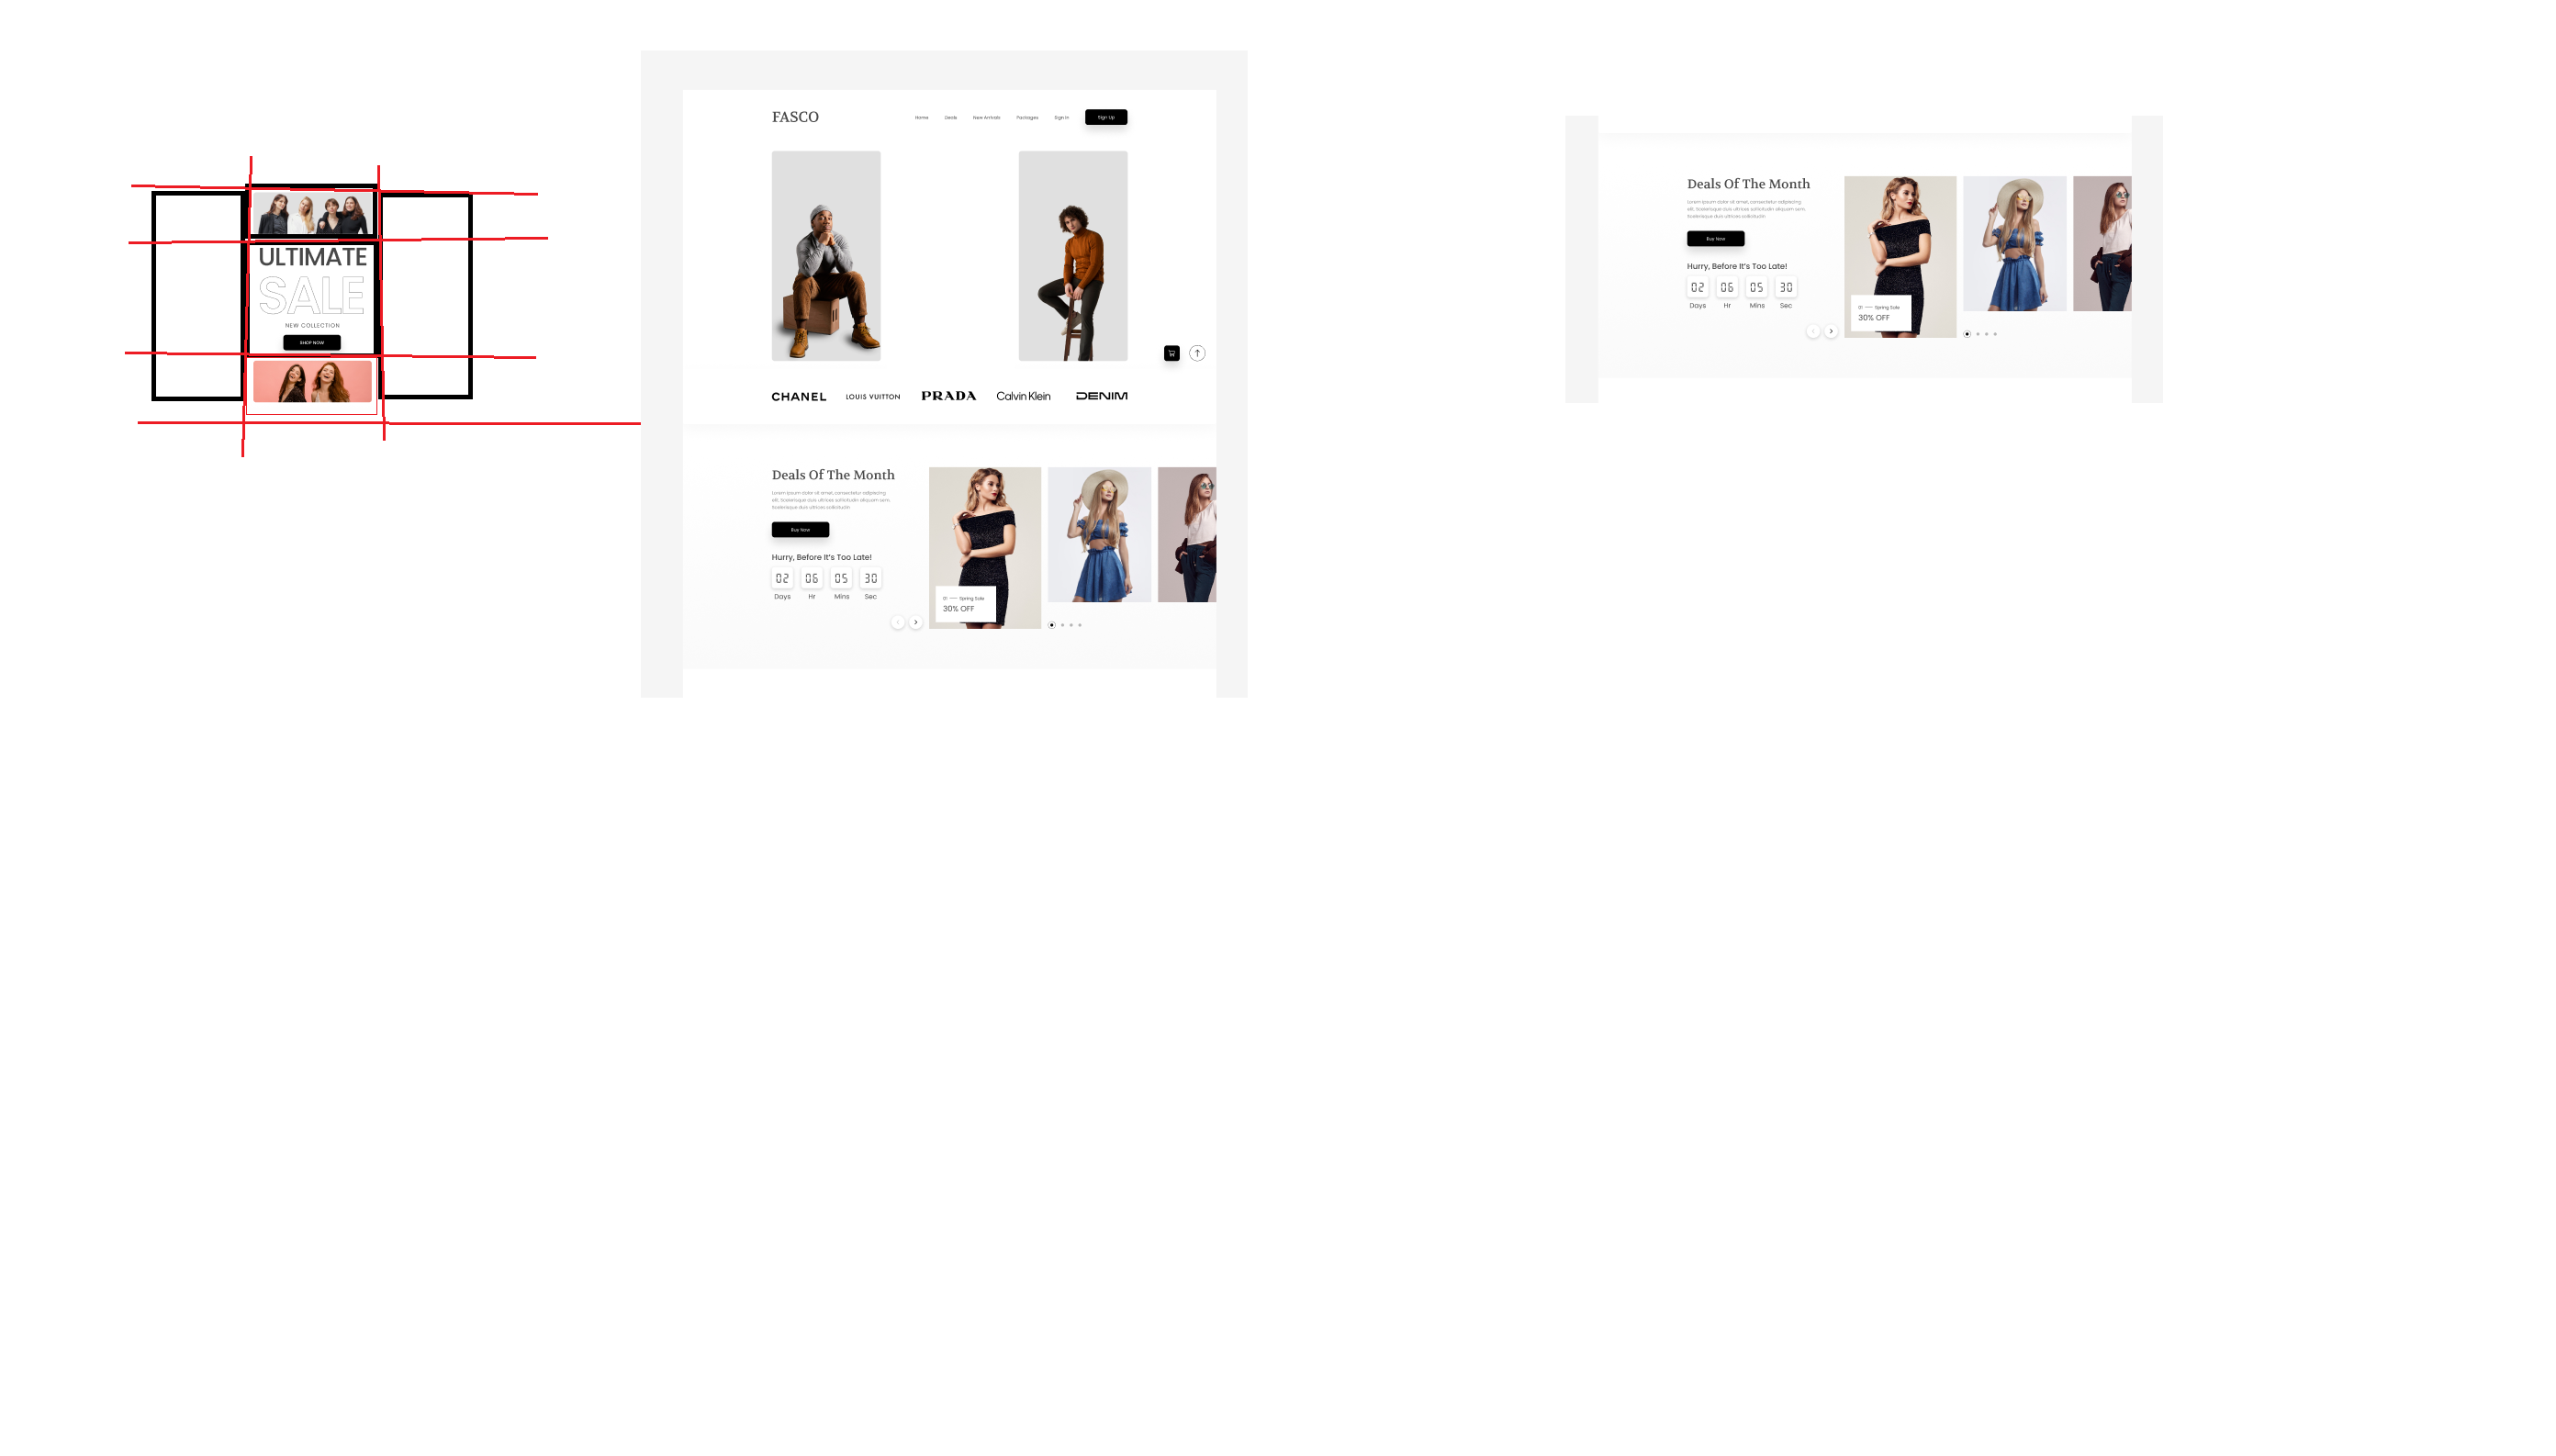 ULTIMATE
SALE
NEW COLLECTION
SHOP NOW
FASCO
Home Deals New Arrivals Packages Sign in Sign Up
CHANEL LOUIS VUITTON PRADA Calvin Klein DENIM
Deals Of The Month
Lorem ipsum dolor sit amet, consectetur adipiscing
elit. Scelerisque duis ultrices sollicitudin aliquam sem.
Scelerisque duis ultrices sollicitudin
Buy Now
Hurry, Before It's Too Late!
02 06 05 30
Days Hr Mins Sec
01 Spring Sale
30% OFF
Deals Of The Month
Lorem ipsum dolor sit amet, consectetur adipiscing
elit. Scelerisque duis ultrices sollicitudin aliquam sem.
Scelerisque duis ultrices sollicitudin
Buy Now
Hurry, Before It's Too Late!
02 06 05 30
Days Hr Mins Sec
01 Spring Sale
30% OFF